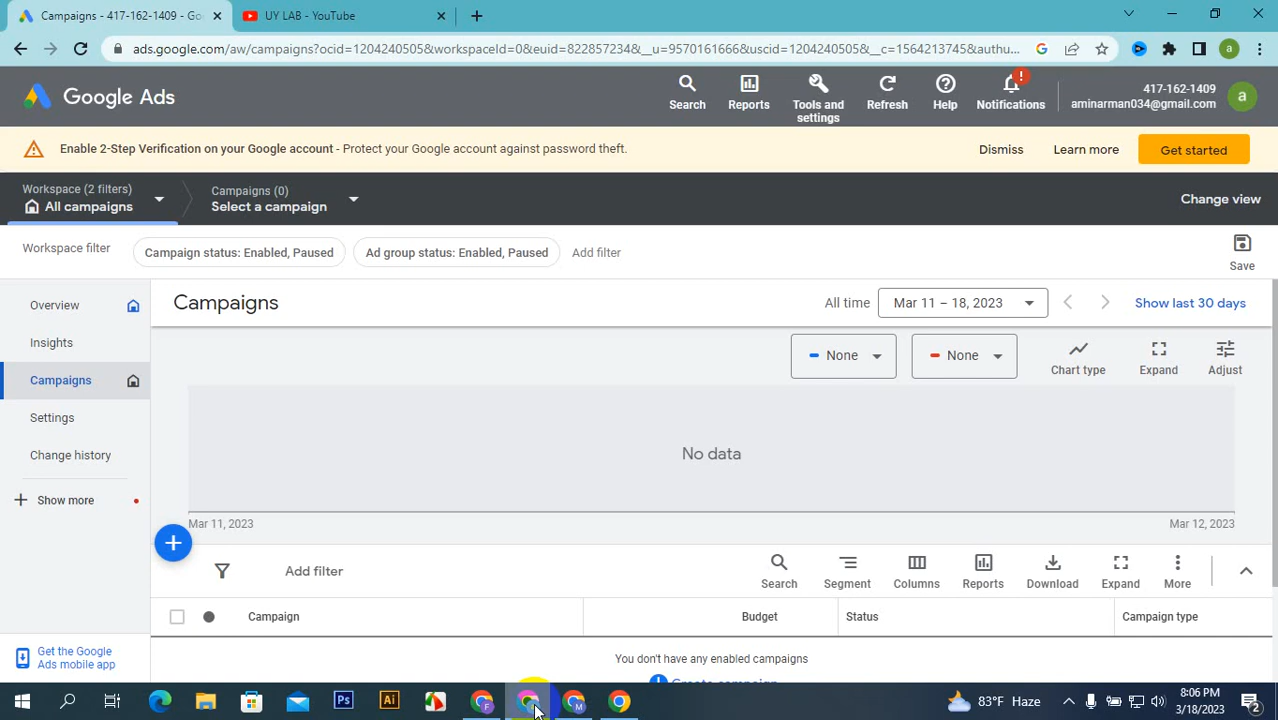 Campaigns - 417-162-1409 - Go
UY LAB - YouTube
ads.google.com/aw/campaigns?ocid=1204240505&workspaceId=0&euid=822857234&__u=9570161666&uscid=1204240505&__c=1564213745&authu...
a
Google Ads
Search
Reports
Tools and
settings
Refresh
Help
Notifications
417-162-1409
aminarman034@gmail.com
a
Enable 2-Step Verification on your Google account - Protect your Google account against password theft.
Dismiss
Learn more
Get started
Workspace (2 filters)
All campaigns
Campaigns (0)
Select a campaign
Change view
Workspace filter
Campaign status: Enabled, Paused
Ad group status: Enabled, Paused
Add filter
Save
Overview
Insights
Campaigns
Settings
Change history
Show more
Get the Google
Ads mobile app
Campaigns
All time
Mar 11 – 18, 2023
Show last 30 days
None
None
Chart type
Expand
Adjust
No data
Mar 11, 2023
Mar 12, 2023
Add filter
Search
Segment
Columns
Reports
Download
Expand
More
Campaign
Budget
Status
Campaign type
You don't have any enabled campaigns
Create campaign
Ps
Ai
F
M
83°F Haze
8:06 PM
3/18/2023
2